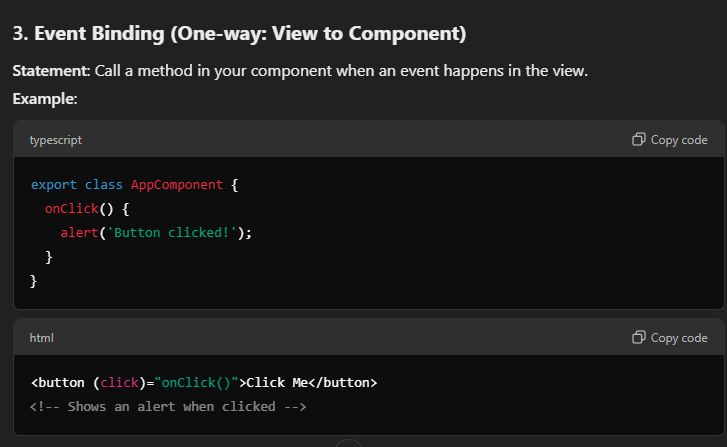 3. Event Binding (One-way: View to Component)
Statement: Call a method in your component when an event happens in the view.
Example:
typescript
Copy code
export class AppComponent {
  onClick() {
    alert('Button clicked!');
  }
}
html
Copy code
<button (click)="onClick()">Click Me</button>
<!-- Shows an alert when clicked -->